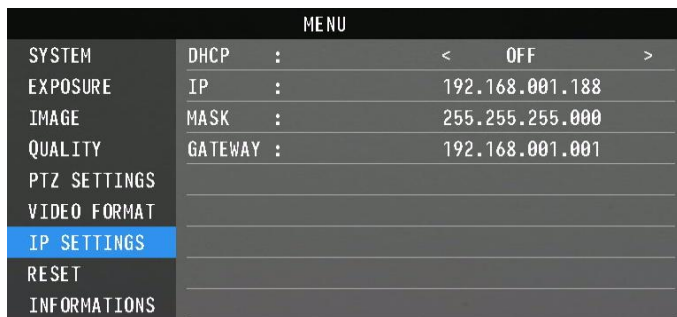 MENU
SYSTEM DHCP : < OFF >
EXPOSURE IP : 192.168.001.188
IMAGE MASK : 255.255.255.000
QUALITY GATEWAY : 192.168.001.001
PTZ SETTINGS
VIDEO FORMAT
IP SETTINGS
RESET
INFORMATIONS